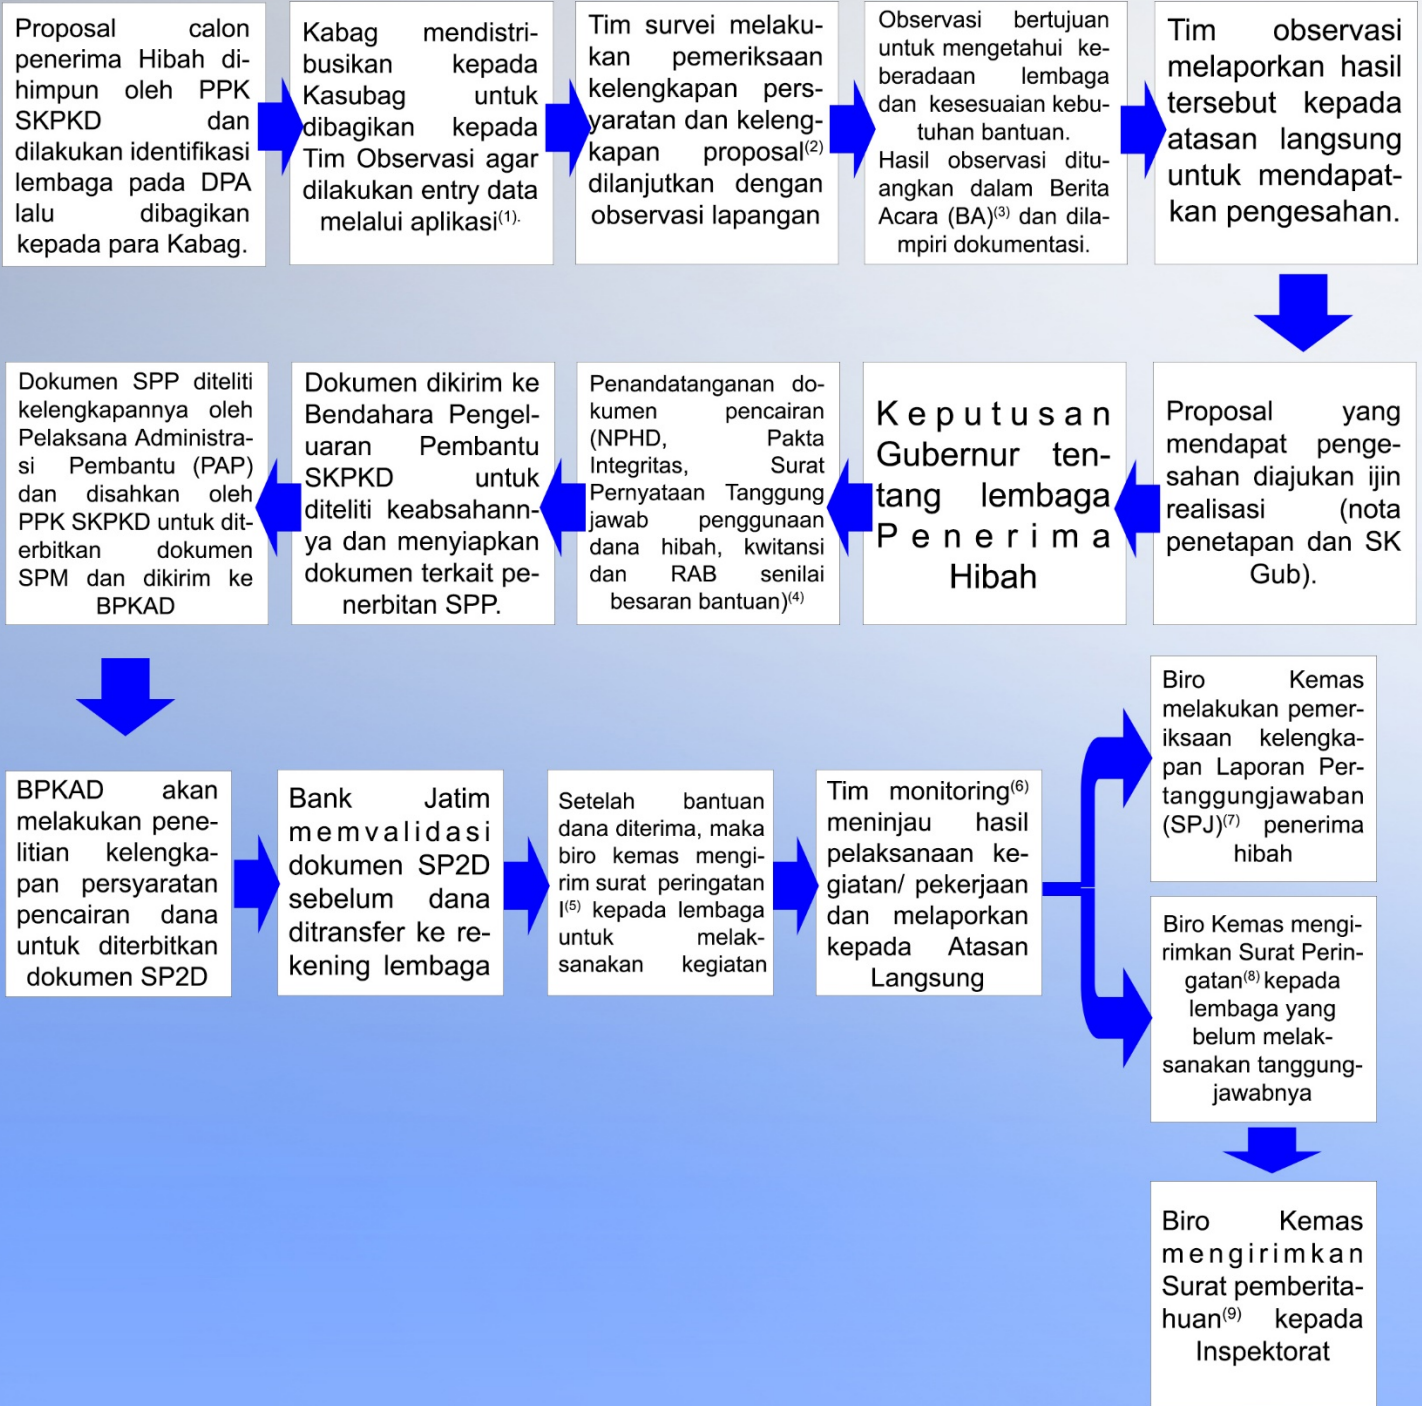 Proposal calon
penerima Hibah di-
himpun oleh PPK
SKPKD dan
dilakukan identifikasi
lembaga pada DPA
lalu dibagikan
kepada para Kabag.
Kabag mendistri-
busikan kepada
Kasubag untuk
dibagikan kepada
Tim Observasi agar
dilakukan entry data
melalui aplikasi(1).
Tim survei melaku-
kan pemeriksaan
kelengkapan pers-
yaratan dan keleng-
kapan proposal(2)
dilanjutkan dengan
observasi lapangan
Observasi bertujuan
untuk mengetahui ke-
beradaan lembaga
dan kesesuaian kebu-
tuhan bantuan.
Hasil observasi ditu-
angkan dalam Berita
Acara (BA)(3) dan dila-
mpiri dokumentasi.
Tim observasi
melaporkan hasil
tersebut kepada
atasan langsung
untuk mendapat-
kan pengesahan.
Proposal yang
mendapat penge-
sahan diajukan ijin
realisasi (nota
penetapan dan SK
Gub).
Keputusan
Gubernur ten-
tang lembaga
Penerima
Hibah
Penandatanganan do-
kumen pencairan
(NPHD, Pakta
Integritas, Surat
Pernyataan Tanggung
jawab penggunaan
dana hibah, kwitansi
dan RAB senilai
besaran bantuan)(4)
Dokumen dikirim ke
Bendahara Pengel-
uaran Pembantu
SKPKD untuk
diteliti keabsahann-
ya dan menyiapkan
dokumen terkait pe-
nerbitan SPP.
Dokumen SPP diteliti
kelengkapannya oleh
Pelaksana Administra-
si Pembantu (PAP)
dan disahkan oleh
PPK SKPKD untuk dit-
erbitkan dokumen
SPM dan dikirim ke
BPKAD
BPKAD akan
melakukan pene-
litian kelengka-
pan persyaratan
pencairan dana
untuk diterbitkan
dokumen SP2D
Bank Jatim
memvalidasi
dokumen SP2D
sebelum dana
ditransfer ke re-
kening lembaga
Setelah bantuan
dana diterima, maka
biro kemas mengi-
rim surat peringatan
I(5) kepada lembaga
untuk melak-
sanakan kegiatan
Tim monitoring(6)
meninjau hasil
pelaksanaan ke-
giatan/ pekerjaan
dan melaporkan
kepada Atasan
Langsung
Biro Kemas
melakukan pemer-
iksaan kelengka-
pan Laporan Per-
tanggungjawaban
(SPJ)(7) penerima
hibah
Biro Kemas mengi-
rimkan Surat Perin-
gatan(8) kepada
lembaga yang
belum melak-
sanakan tanggung-
jawabnya
Biro Kemas
mengirimkan
Surat pemberita-
huan(9) kepada
Inspektorat